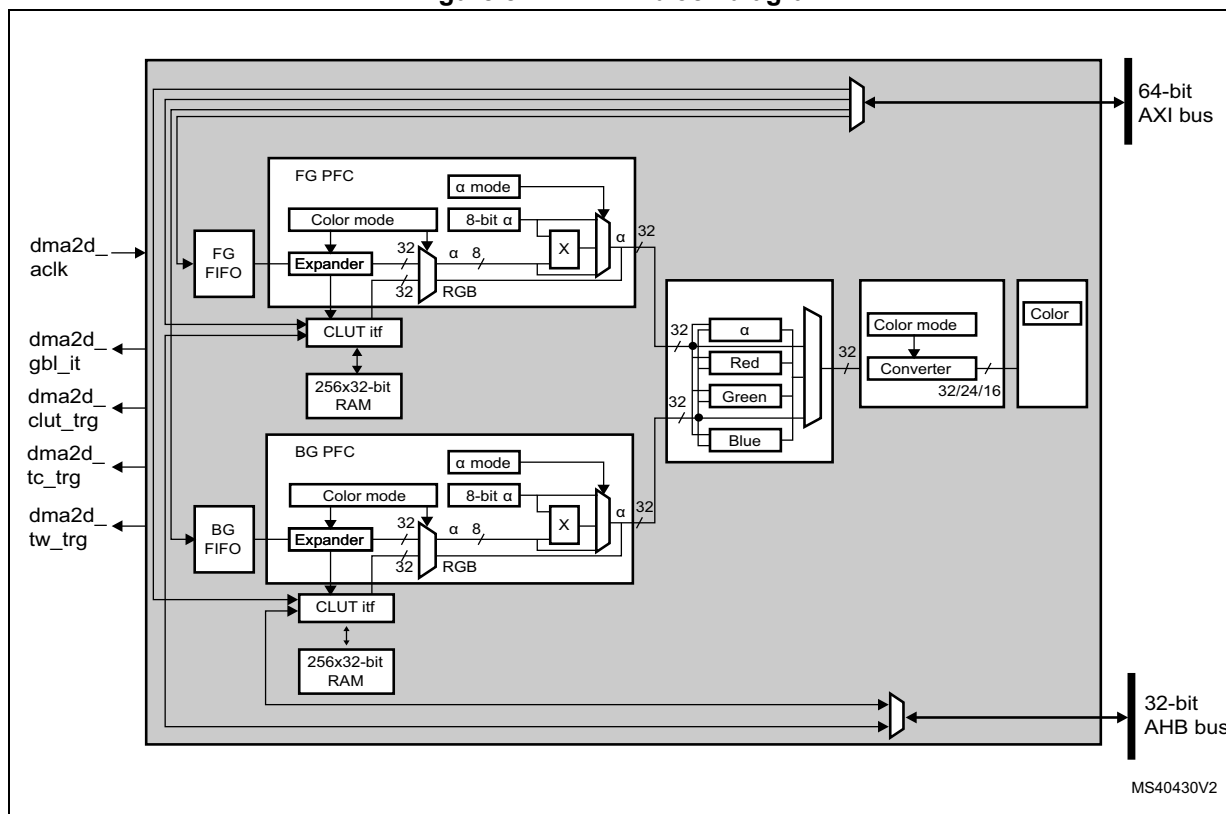 64-bit
AXI bus
FG PFC
α mode
Color mode
8-bit α
32
α
32
dma2d_
aclk
FG
FIFO
Expander
α 8
X
32
RGB
CLUT itf
256x32-bit
RAM
dma2d_
gbl_it
dma2d_
clut_trg
dma2d_
tc_trg
dma2d_
tw_trg
BG PFC
α mode
Color mode
8-bit α
32
α
32
BG
FIFO
Expander
α 8
X
32
RGB
CLUT itf
256x32-bit
RAM
32
32
α
Red
Green
Blue
32
Color mode
Converter
32/24/16
Color
32-bit
AHB bus
MS40430V2